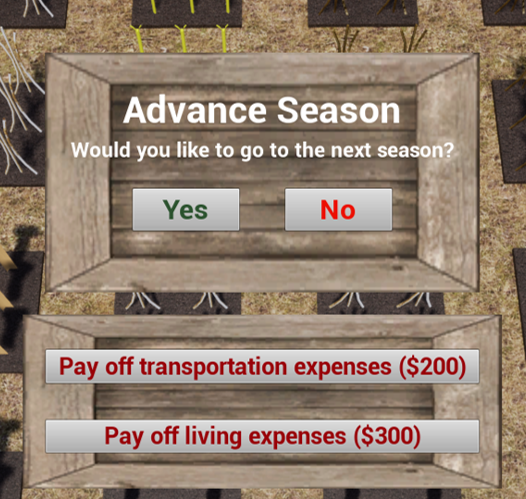 Advance Season
Would you like to go to the next season?
Yes
No
Pay off transportation expenses ($200)
Pay off living expenses ($300)